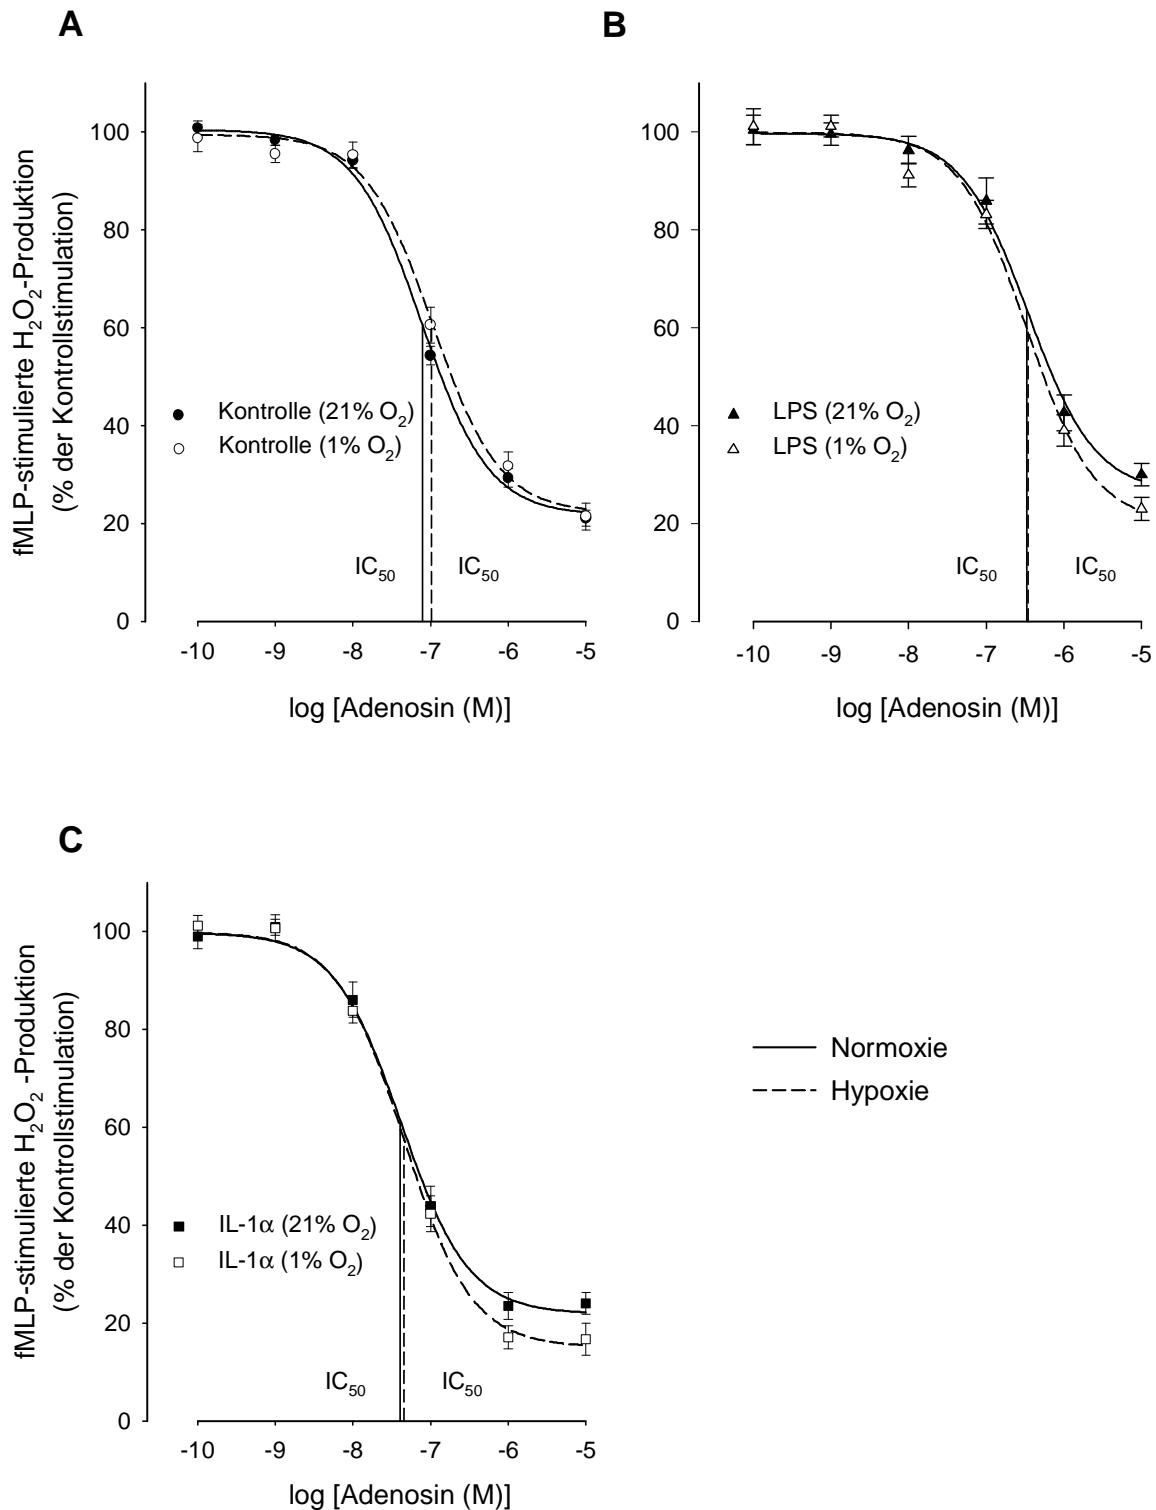 A
fMLP-stimulierte H₂O₂-Produktion
(% der Kontrollstimulation)
100
80
60
40
20
0
Kontrolle (21% O₂)
Kontrolle (1% O₂)
IC₅₀
IC₅₀
-10
-9
-8
-7
-6
-5
log [Adenosin (M)]
B
100
80
60
40
20
0
LPS (21% O₂)
LPS (1% O₂)
IC₅₀
IC₅₀
-10
-9
-8
-7
-6
-5
log [Adenosin (M)]
C
fMLP-stimulierte H₂O₂ -Produktion
(% der Kontrollstimulation)
100
80
60
40
20
0
IL-1α (21% O₂)
IL-1α (1% O₂)
IC₅₀
IC₅₀
-10
-9
-8
-7
-6
-5
log [Adenosin (M)]
Normoxie
Hypoxie